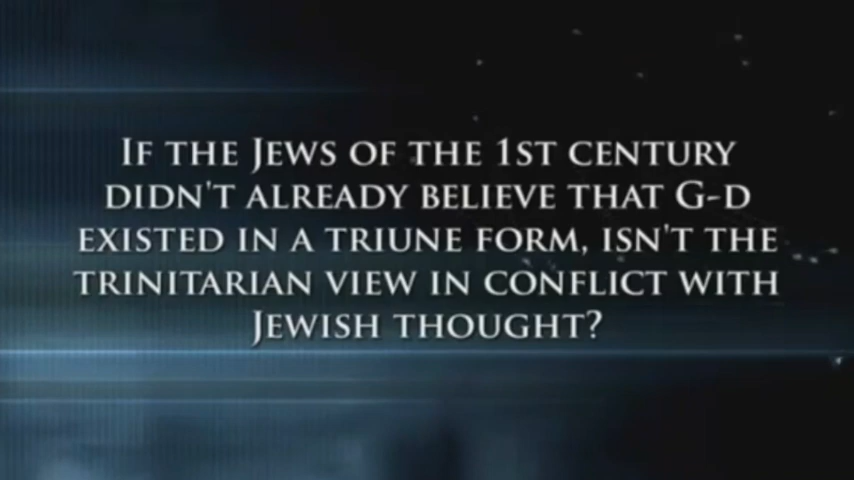 If the Jews of the 1st century
didn't already believe that G-d
existed in a triune form, isn't the
trinitarian view in conflict with
Jewish thought?